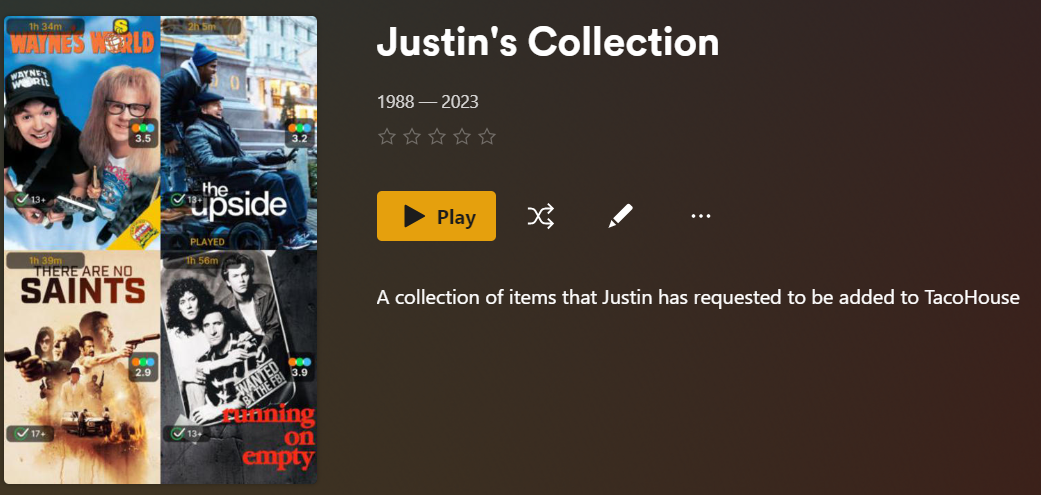 Justin's Collection
1988 — 2023
Play
A collection of items that Justin has requested to be added to TacoHouse
1h 34m
WAYNE'S WORLD
WAYNE'S
WORLD
3.5
13+
2h 5m
3.2
13+
the
upside
PLAYED
1h 39m
THERE ARE NO
SAINTS
2.9
17+
1h 56m
WANTED
BY THE FBI
3.9
13+
running
on
empty